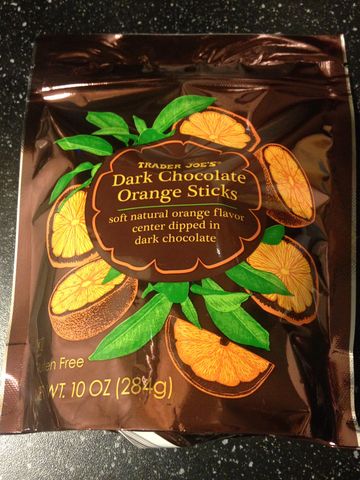 TRADER JOE'S
Dark Chocolate
Orange Sticks
soft natural orange flavor
center dipped in
dark chocolate
Free
WT. 10 OZ (284g)